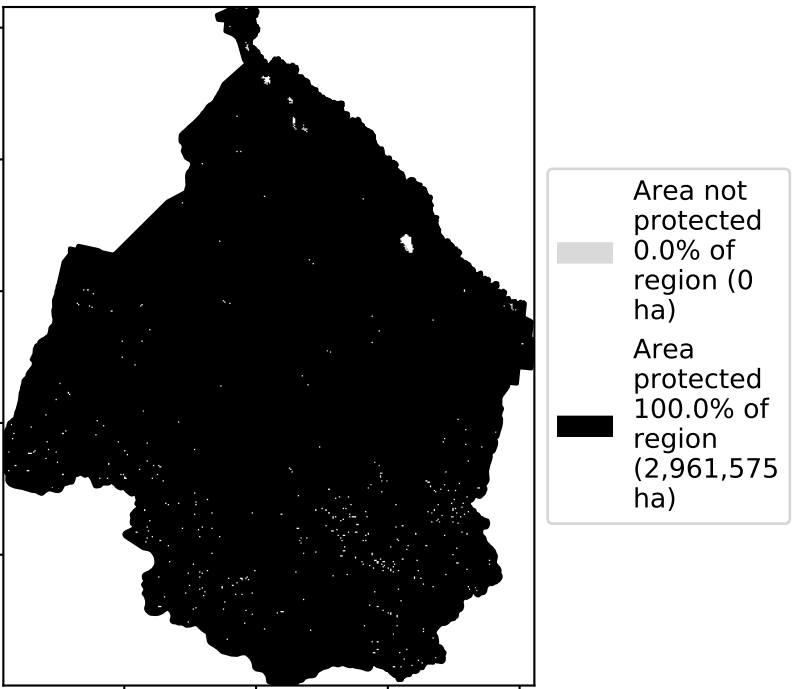 Area not
protected
0.0% of
region (0
ha)
Area
protected
100.0% of
region
(2,961,575
ha)